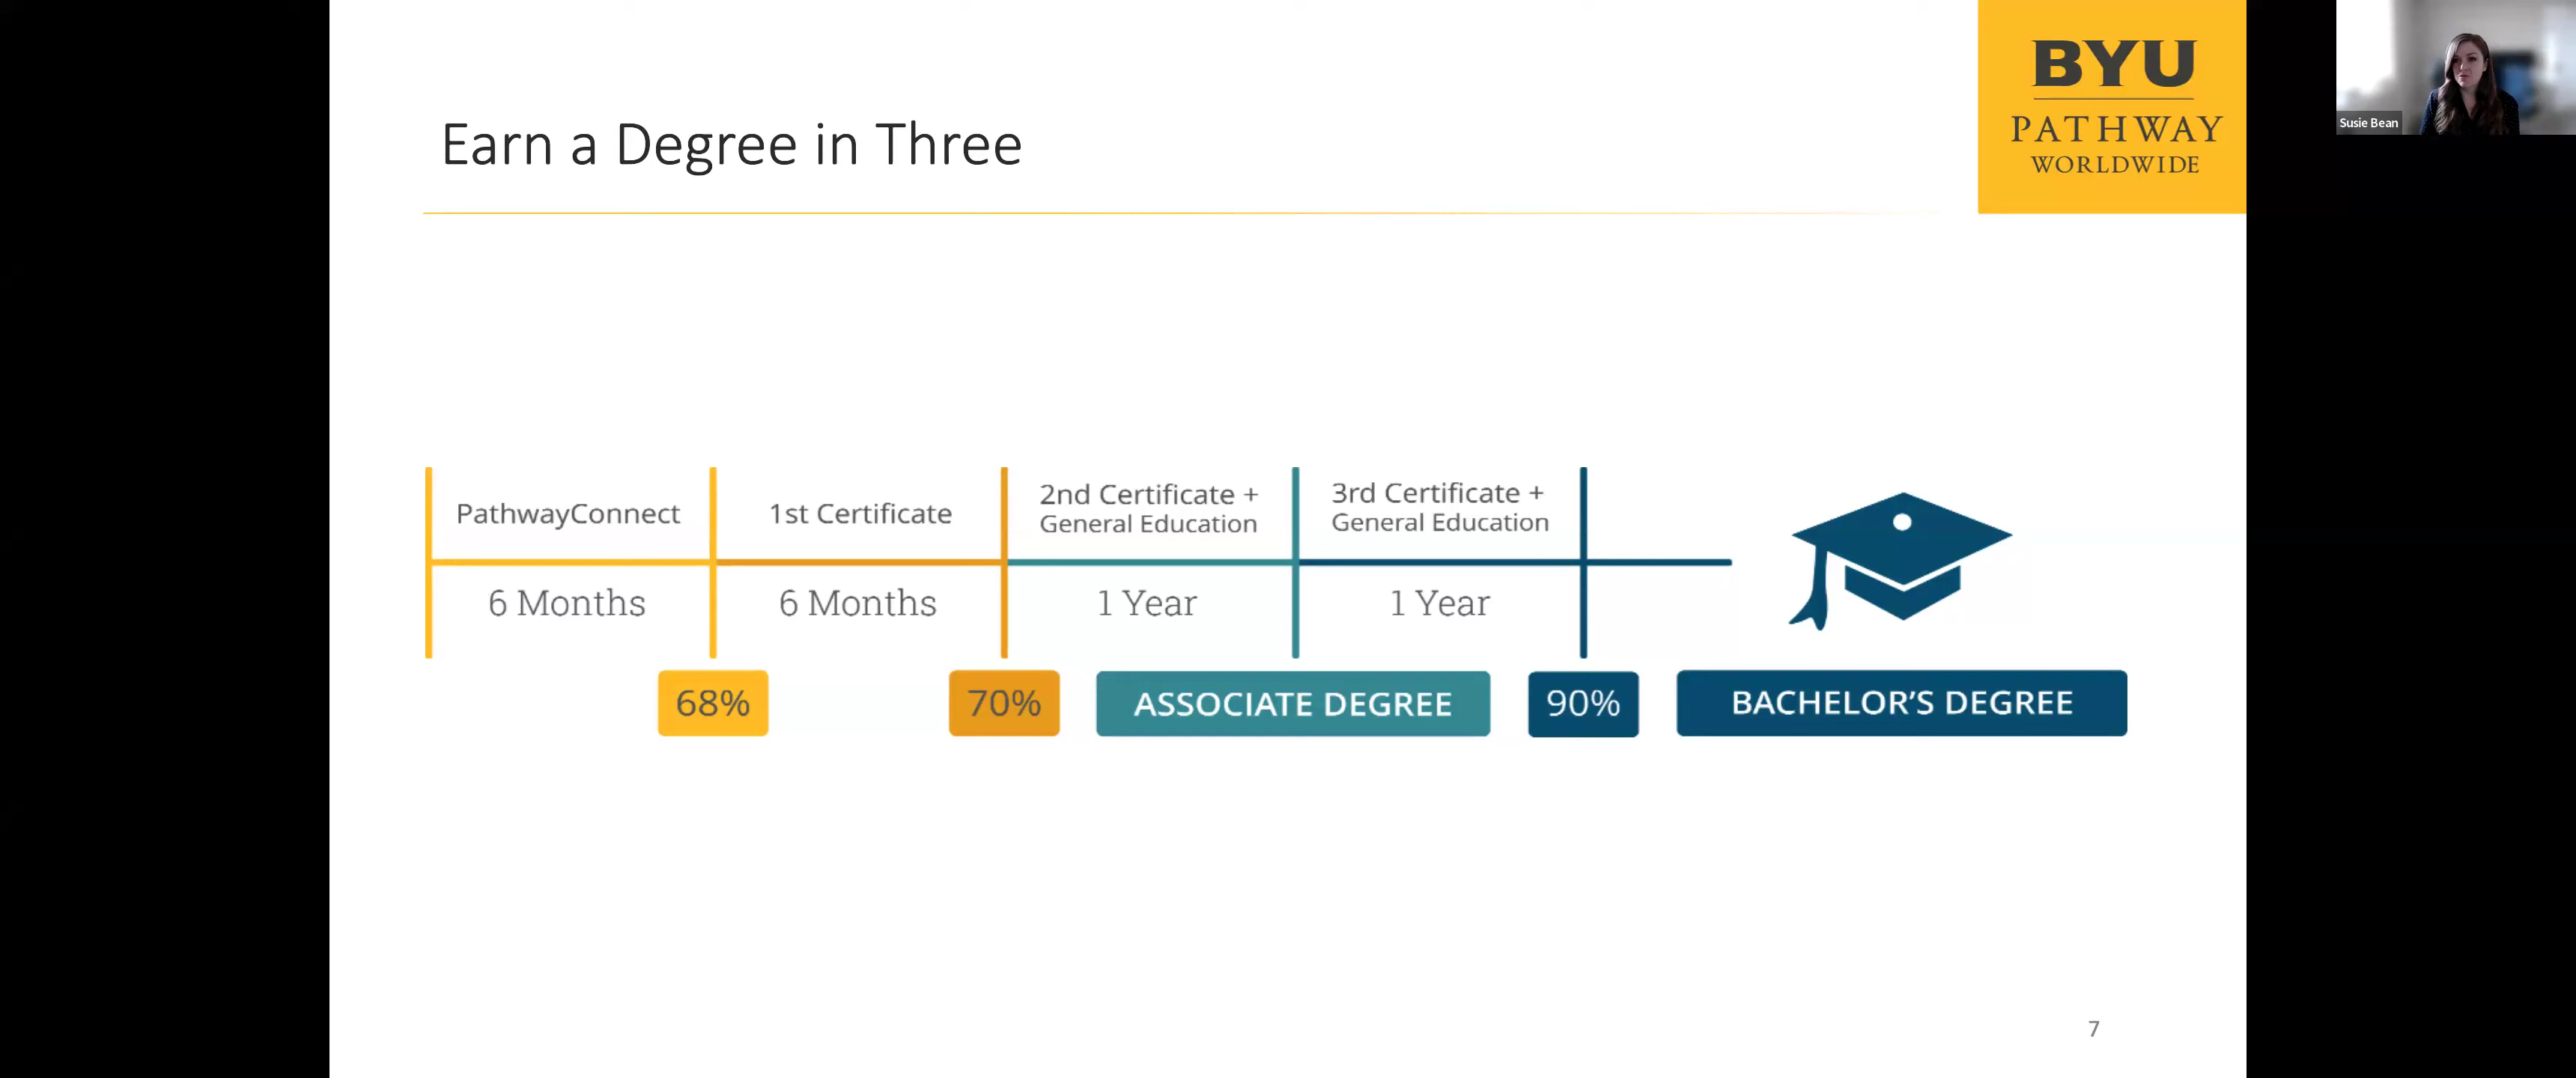 Earn a Degree in Three
BYU
PATHWAY
WORLDWIDE
Susie Bean
PathwayConnect
1st Certificate
2nd Certificate +
General Education
3rd Certificate +
General Education
6 Months
6 Months
1 Year
1 Year
68%
70%
ASSOCIATE DEGREE
90%
BACHELOR'S DEGREE
7